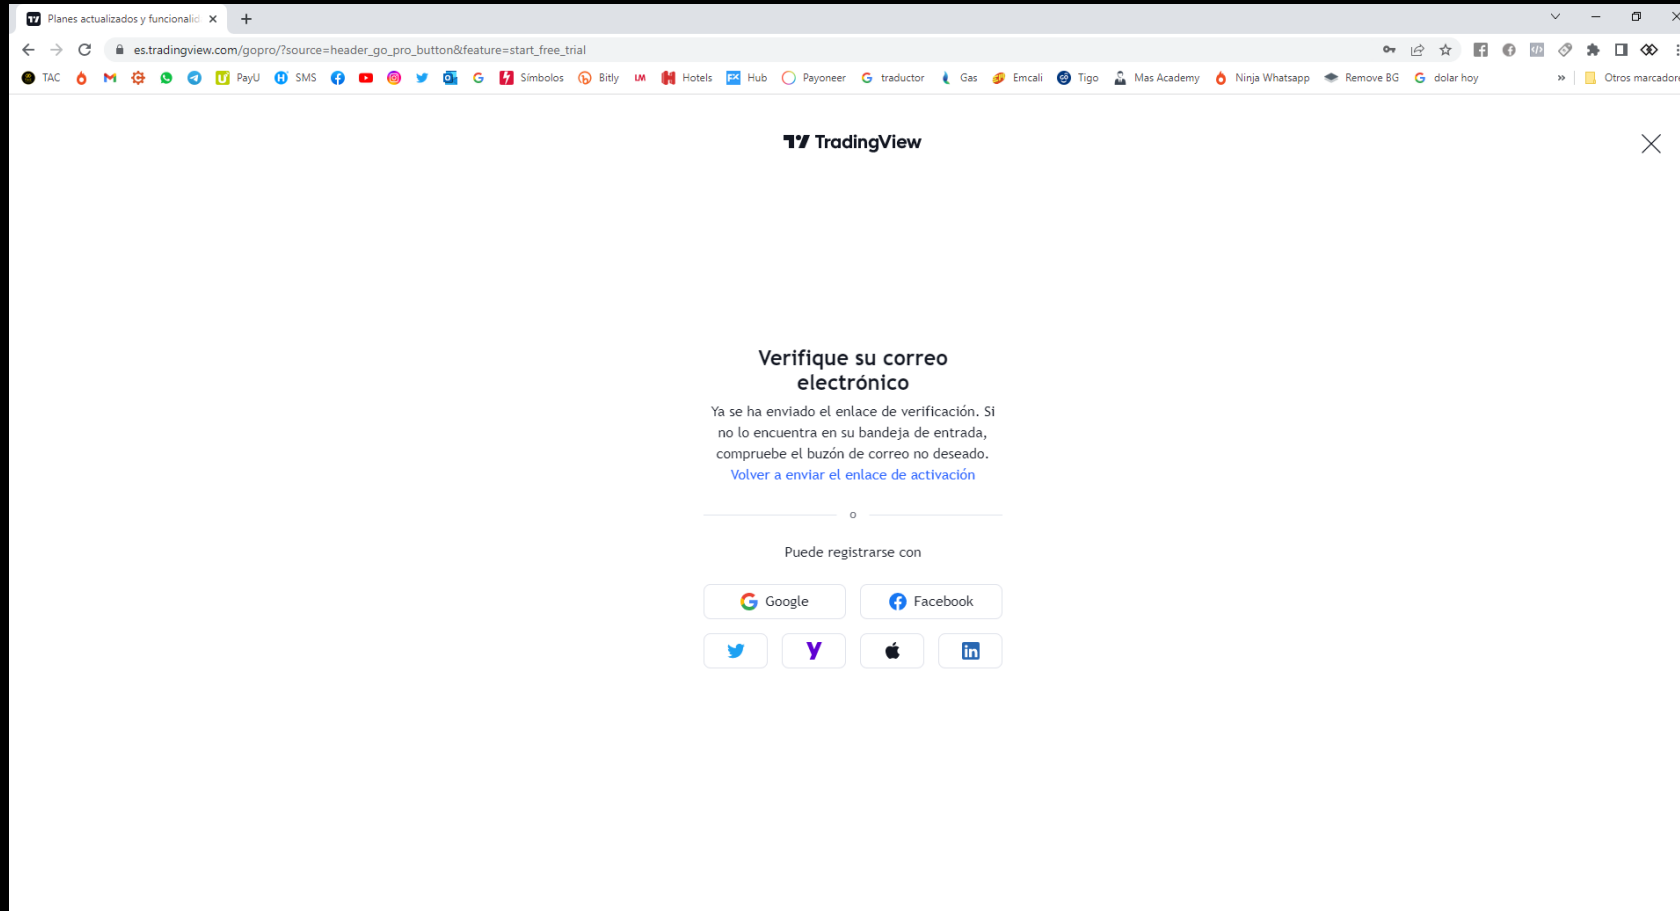 Planes actualizados y funcionalid
es.tradingview.com/gopro/?source=header_go_pro_button&feature=start_free_trial
TAC PayU SMS Símbolos Bitly LM Hotels FX Hub Payoneer traductor Gas Emcali Tigo Mas Academy Ninja Whatsapp Remove BG dolar hoy » Otros marcadore
TradingView
Verifique su correo
electrónico
Ya se ha enviado el enlace de verificación. Si
no lo encuentra en su bandeja de entrada,
compruebe el buzón de correo no deseado.
Volver a enviar el enlace de activación
o
Puede registrarse con
Google Facebook